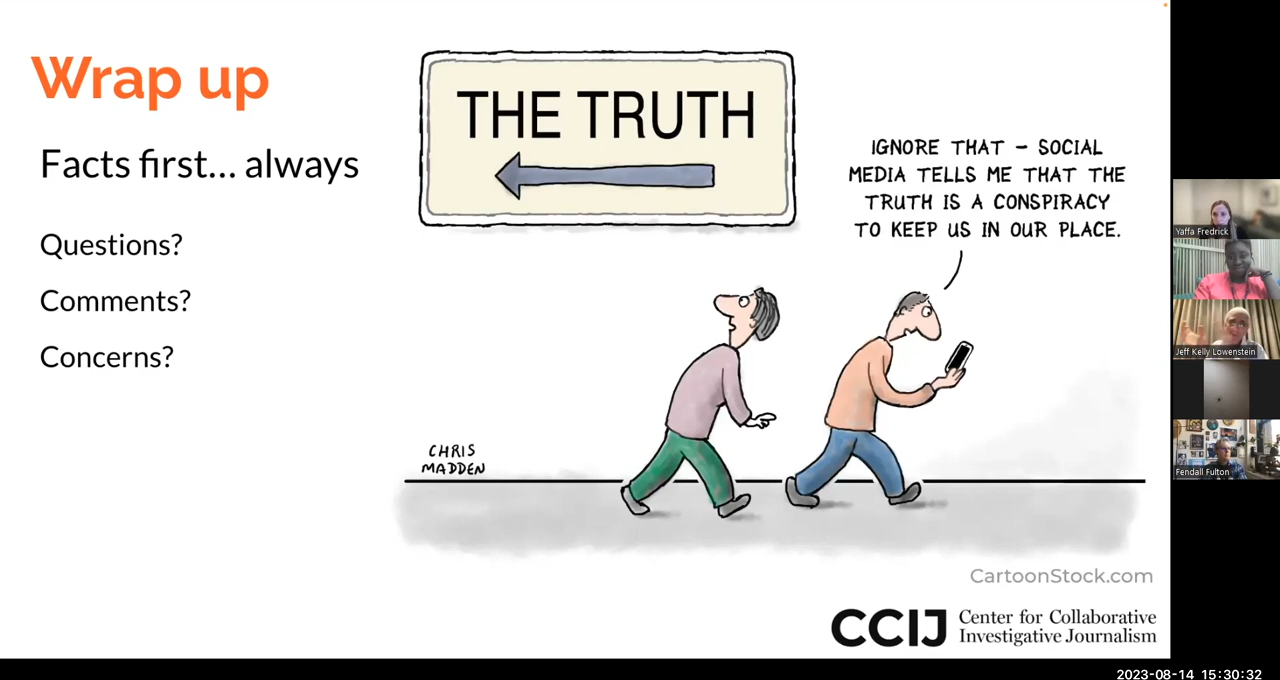 Wrap up
Facts first... always
Questions?
Comments?
Concerns?
THE TRUTH
IGNORE THAT – SOCIAL
MEDIA TELLS ME THAT THE
TRUTH IS A CONSPIRACY
TO KEEP US IN OUR PLACE.
CHRIS
MADDEN
CartoonStock.com
CCIJ
Center for Collaborative
Investigative Journalism
Yaffa Fredrick
Jeff Kelly Lowenstein
Fendall Fulton
2023-08-14 15:30:32